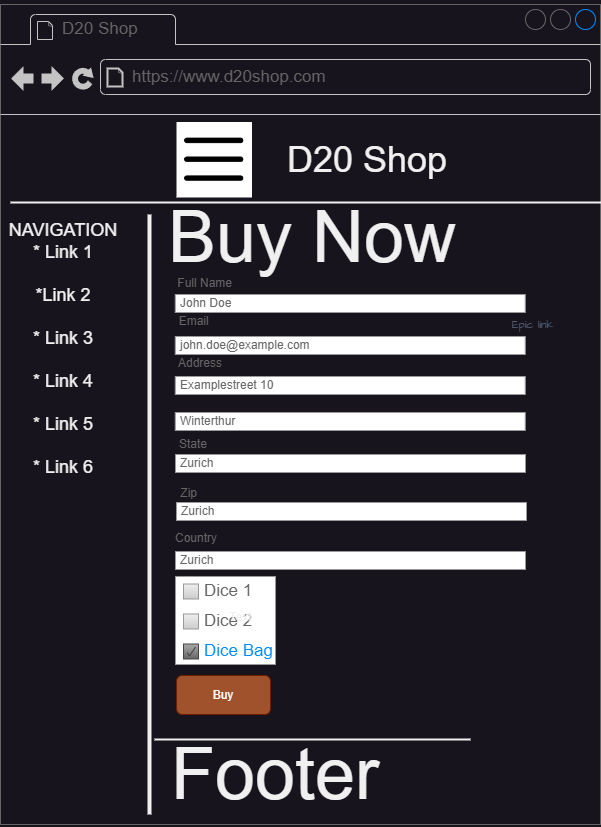 D20 Shop
https://www.d20shop.com
D20 Shop
NAVIGATION
* Link 1
*Link 2
* Link 3
* Link 4
* Link 5
* Link 6
Buy Now
Full Name
John Doe
Email
Epic link
john.doe@example.com
Address
Examplestreet 10
Winterthur
State
Zurich
Zip
Zurich
Country
Zurich
Dice 1
Dice 2
Dice Bag
Buy
Footer